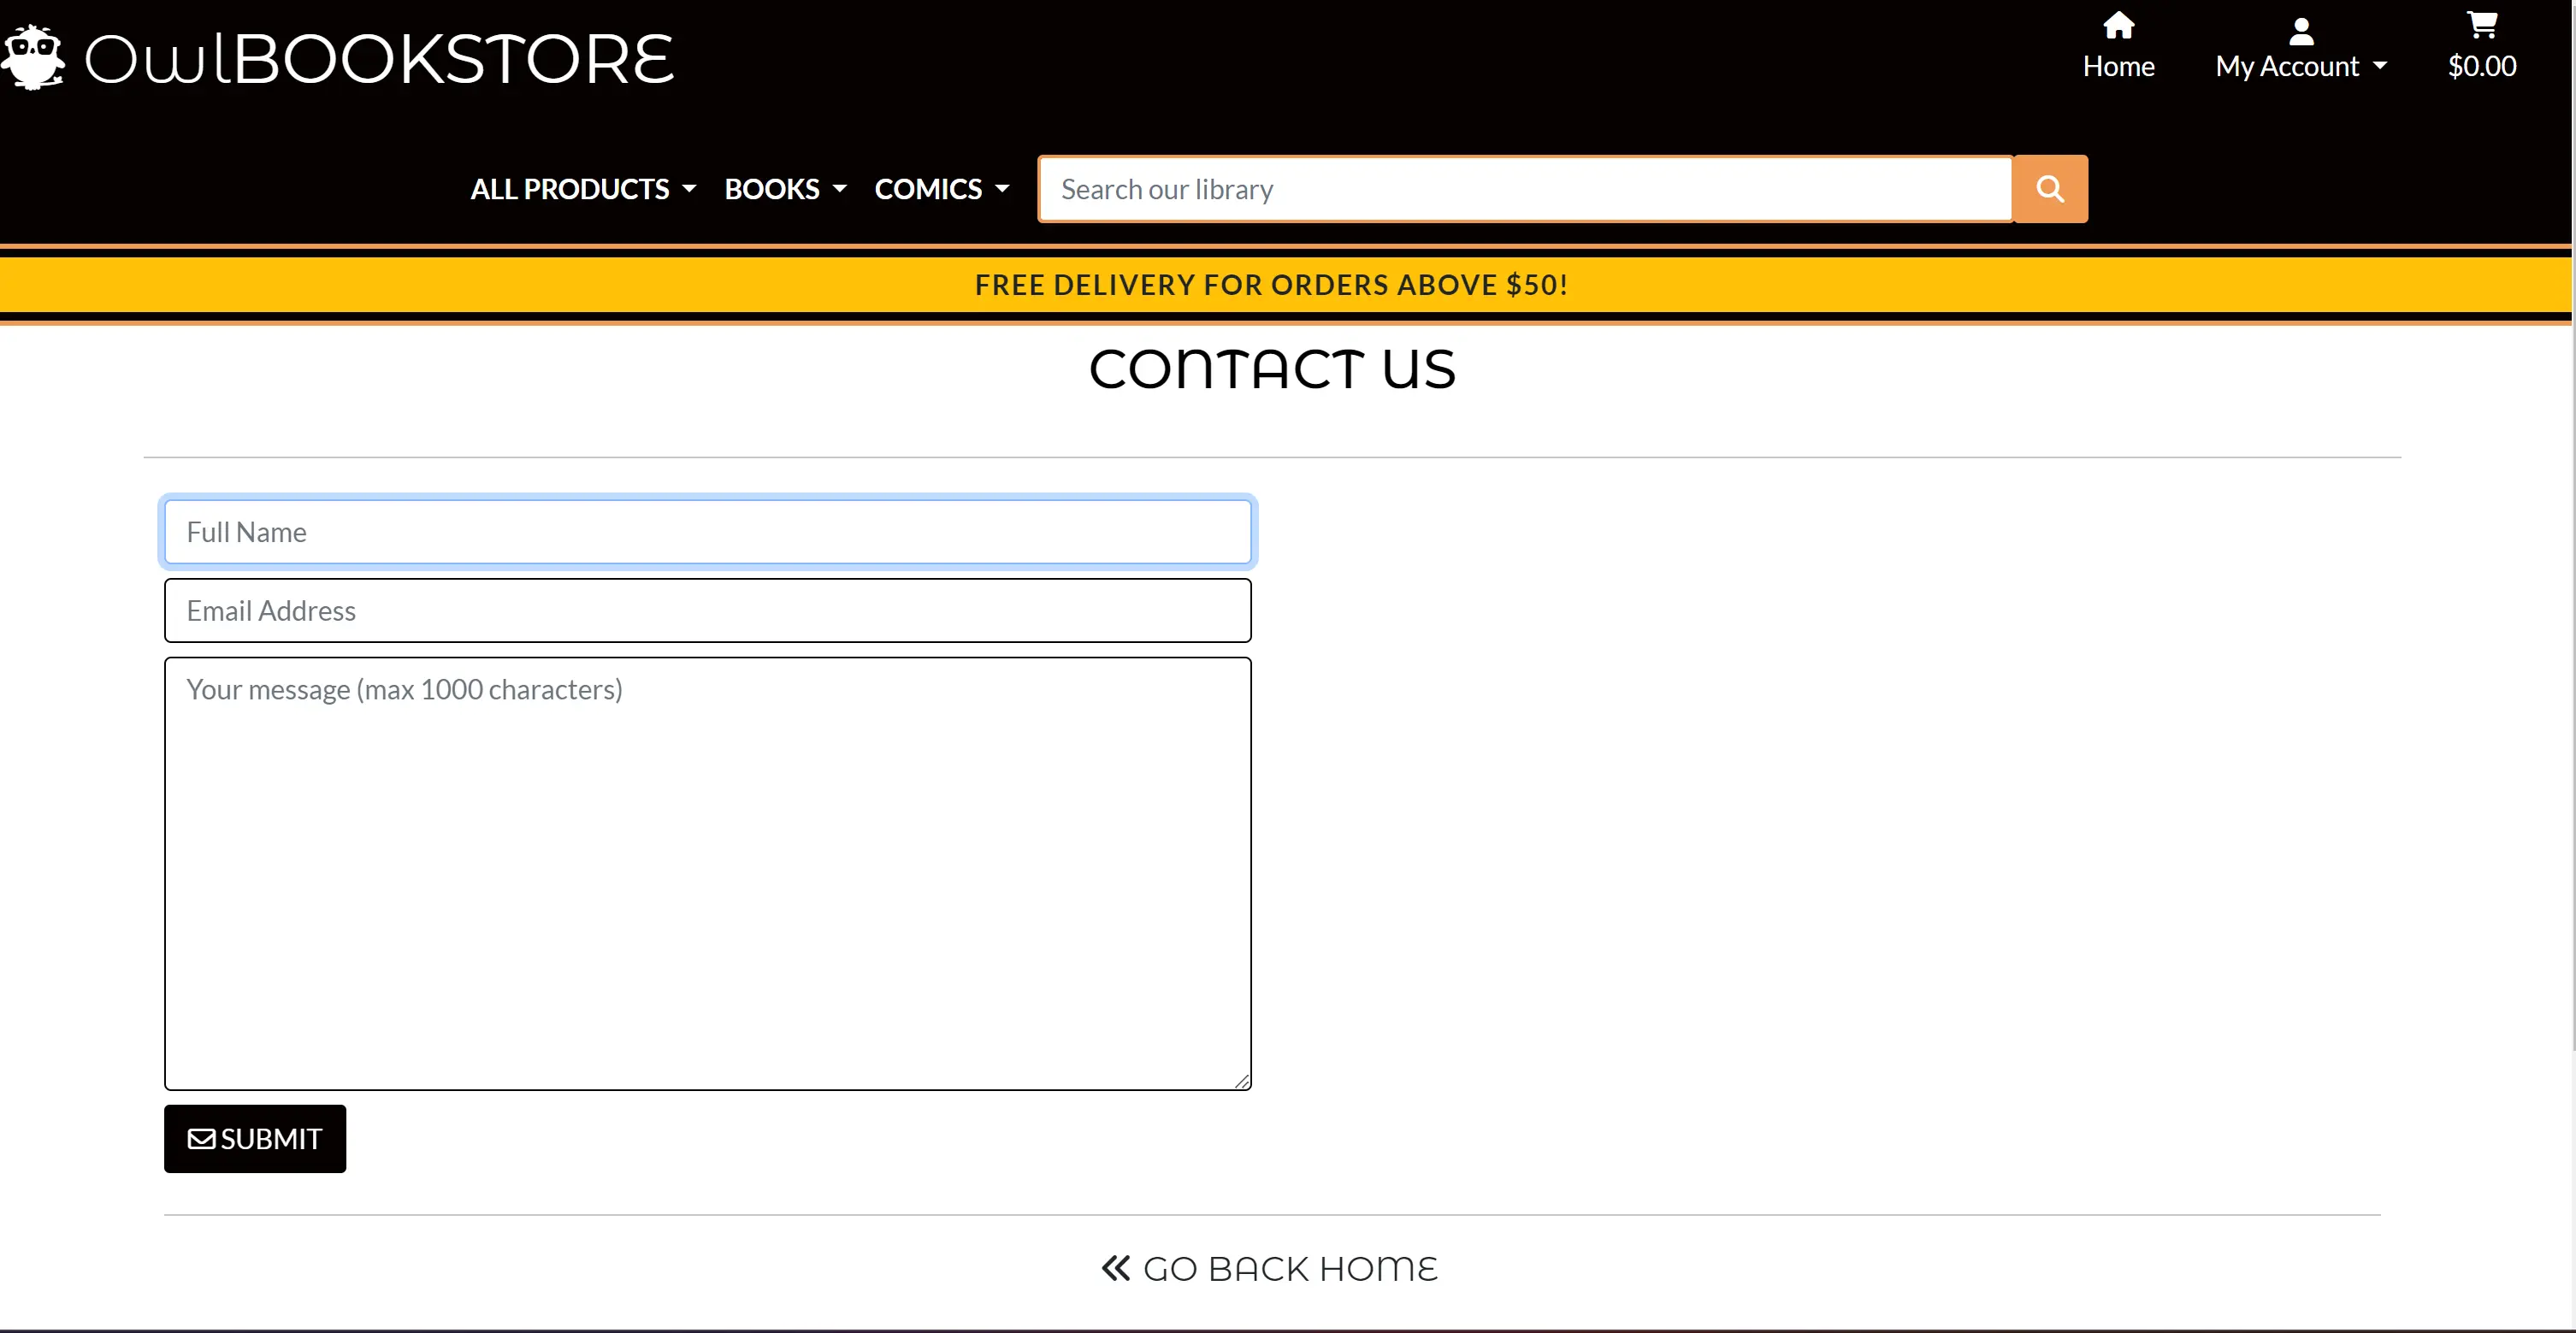 OwlBOOKSTORE
Home
My Account
$0.00
ALL PRODUCTS
BOOKS
COMICS
Search our library
FREE DELIVERY FOR ORDERS ABOVE $50!
CONTACT US
Full Name
Email Address
Your message (max 1000 characters)
SUBMIT
GO BACK HOME